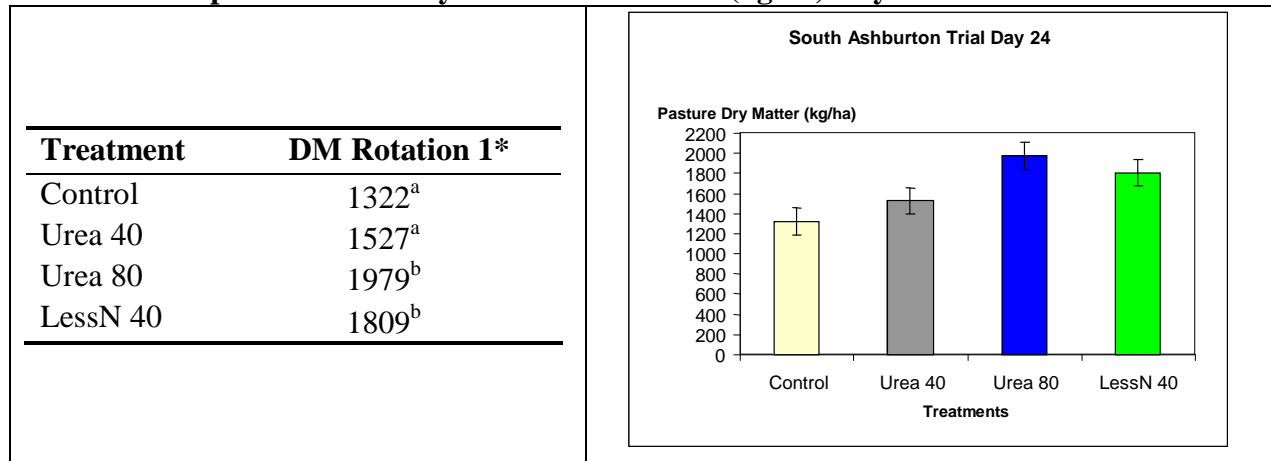 Treatment DM Rotation 1*
Control 1322a
Urea 40 1527a
Urea 80 1979b
LessN 40 1809b
South Ashburton Trial Day 24
Pasture Dry Matter (kg/ha)
2200
2000
1800
1600
1400
1200
1000
800
600
400
200
0
Control Urea 40 Urea 80 LessN 40
Treatments